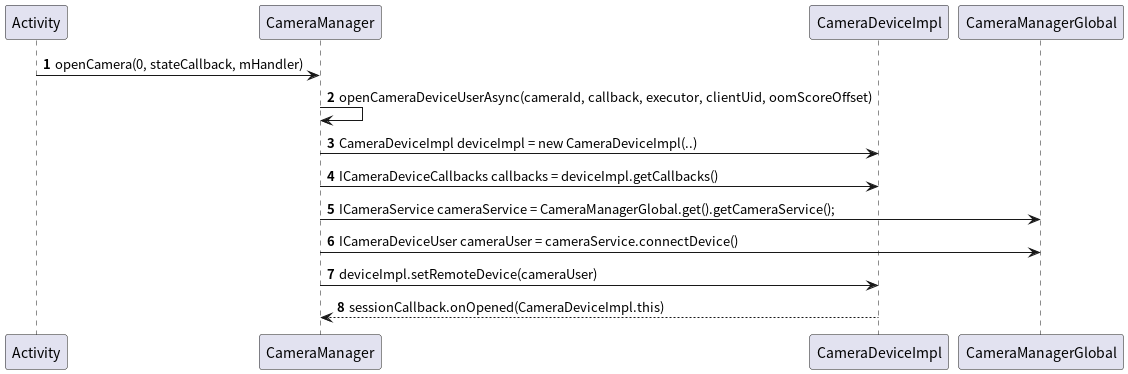 Activity CameraManager CameraDeviceImpl CameraManagerGlobal
1 openCamera(0, stateCallback, mHandler)
2 openCameraDeviceUserAsync(cameraId, callback, executor, clientUid, oomScoreOffset)
3 CameraDeviceImpl deviceImpl = new CameraDeviceImpl(..)
4 ICameraDeviceCallbacks callbacks = deviceImpl.getCallbacks()
5 ICameraService cameraService = CameraManagerGlobal.get().getCameraService();
6 ICameraDeviceUser cameraUser = cameraService.connectDevice()
7 deviceImpl.setRemoteDevice(cameraUser)
8 sessionCallback.onOpened(CameraDeviceImpl.this)
Activity CameraManager CameraDeviceImpl CameraManagerGlobal